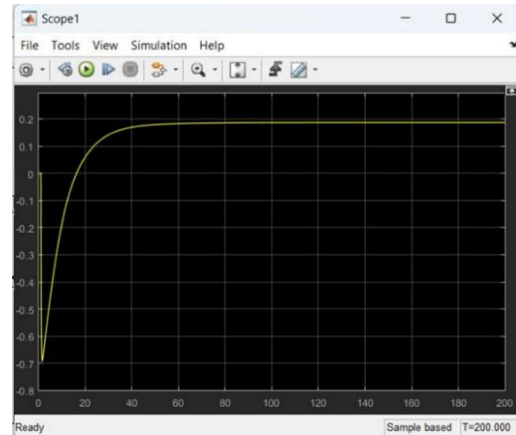 Scope1
File Tools View Simulation Help
0.2
0.1
0
-0.1
-0.2
-0.3
-0.4
-0.5
-0.6
-0.7
-0.8
0 20 40 60 80 100 120 140 160 180 200
Ready Sample based T=200.000